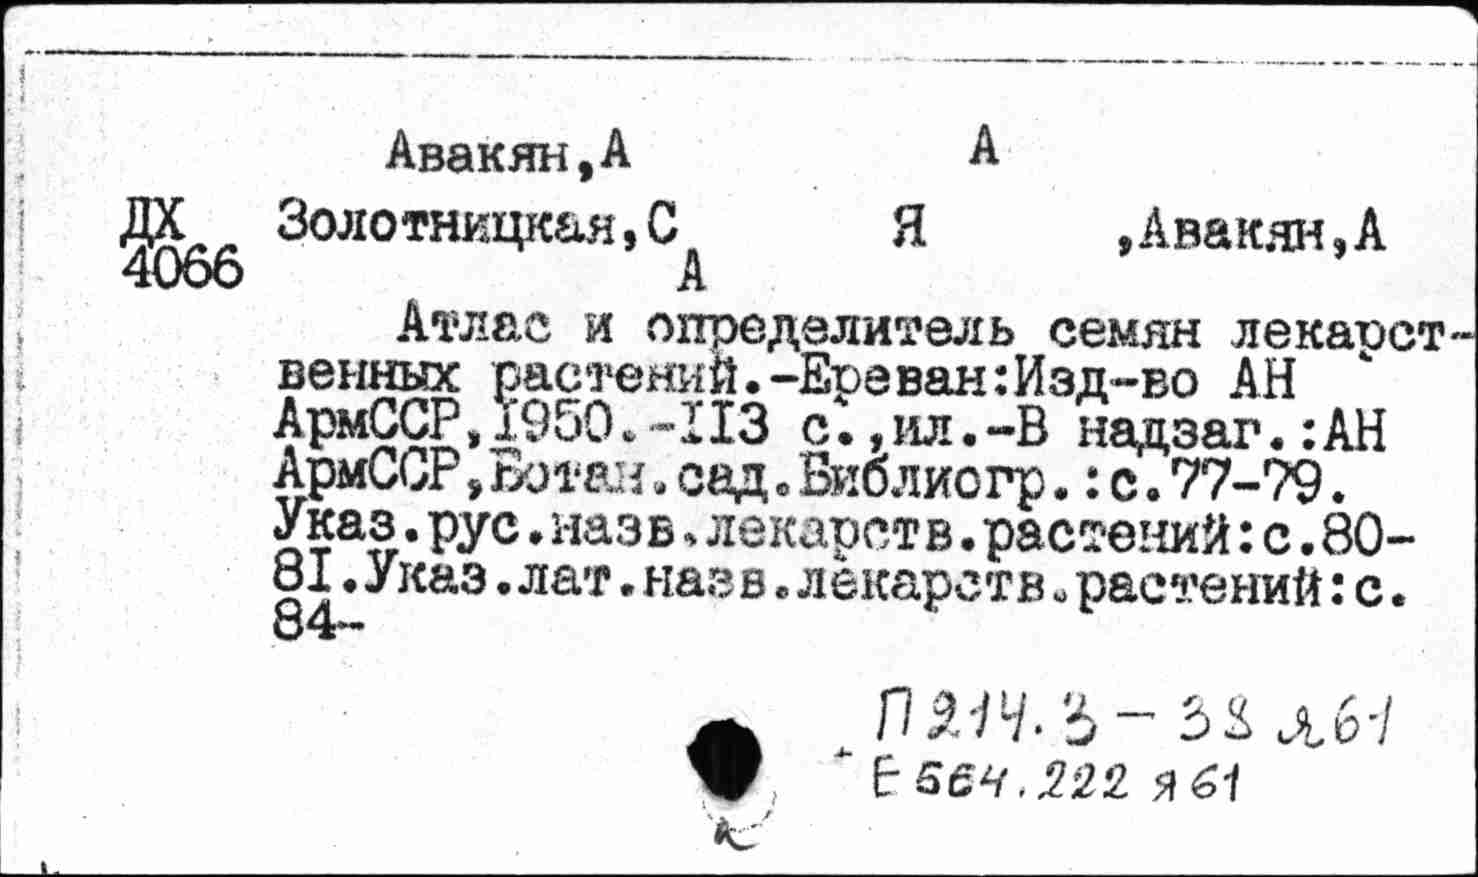 Авакян,А А
ДХ Золотницкая,С Я ,Авакян,А
4066 А
Атлас и определитель семян лекарст-
венных растений.-Ереван:Изд-во АН
АрмССР,1950.-113 с.,ил.-В надзаг.:АН
АрмССР,Ботан.сад.Библиогр.:с.77-79.
Указ.рус.назв.лекарств.растений:с.80-
81.Указ.лат.назв.лекарств.растений:с.
84-
П214.3-38 я61
+ Е564.222 я61